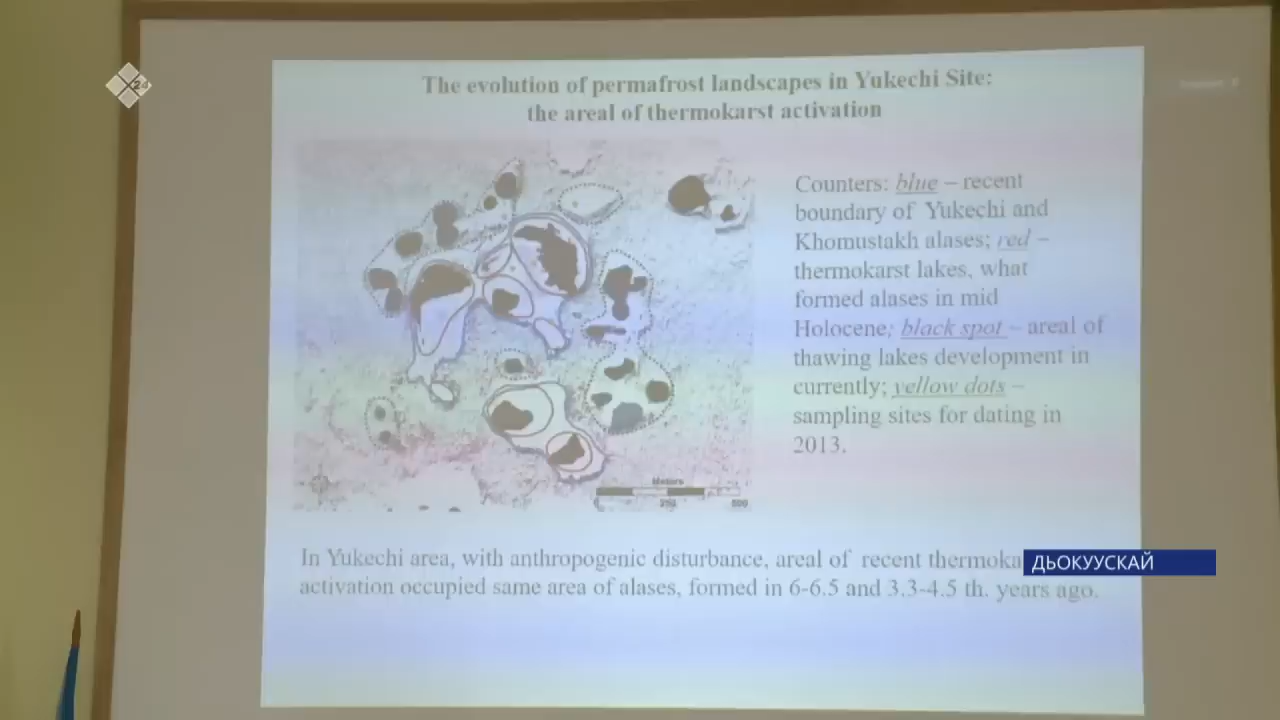 24
The evolution of permafrost landscapes in Yukechi Site:
the areal of thermokarst activation
Counters: blue – recent
boundary of Yukechi and
Khomustakh alases; red –
thermokarst lakes, what
formed alases in mid
Holocene; black spot – areal of
thawing lakes development in
currently; yellow dots –
sampling sites for dating in
2013.
Meters
250 500
In Yukechi area, with anthropogenic disturbance, areal of recent thermoka
ДЬОКУУСКАЙ
activation occupied same area of alases, formed in 6-6.5 and 3.3-4.5 th. years ago.